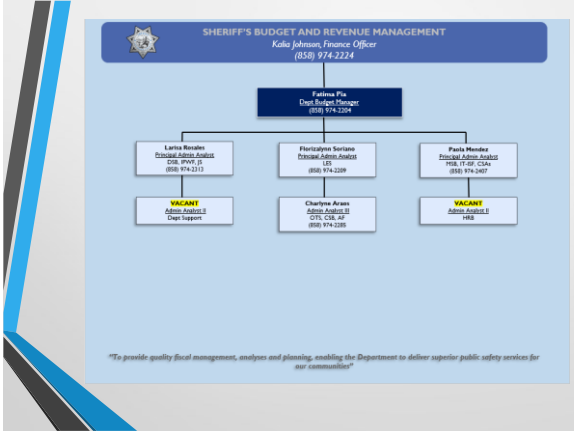 SHERIFF'S BUDGET AND REVENUE MANAGEMENT
Kalia Johnson, Finance Officer
(858) 974-2224
Fatima Pia
Dept Budget Manager
(858) 974-2204
Larisa Rosales
Principal Admin Analyst
DSB, IPWF, JS
(858) 974-2313
Florizalynn Soriano
Principal Admin Analyst
LES
(858) 974-2209
Paola Mendez
Principal Admin Analyst
MSB, IT-ISF, CSAs
(858) 974-2407
VACANT
Admin Analyst II
Dept Support
Charlyne Araes
Admin Analyst III
OTS, CSB, AF
(858) 974-2285
VACANT
Admin Analyst II
HRB
"To provide quality fiscal management, analyses and planning, enabling the Department to deliver superior public safety services for
our communities"